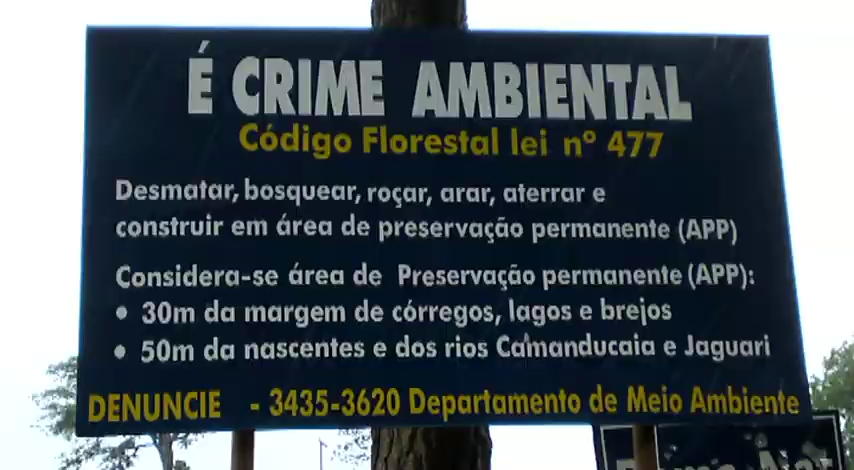 É CRIME AMBIENTAL
Código Florestal lei nº 477
Desmatar, bosquear, roçar, arar, aterrar e
construir em área de preservação permanente (APP)
Considera-se área de Preservação permanente (APP):
• 30m da margem de córregos, lagos e brejos
• 50m da nascentes e dos rios Camanducaia e Jaguari
DENUNCIE - 3435-3620 Departamento de Meio Ambiente